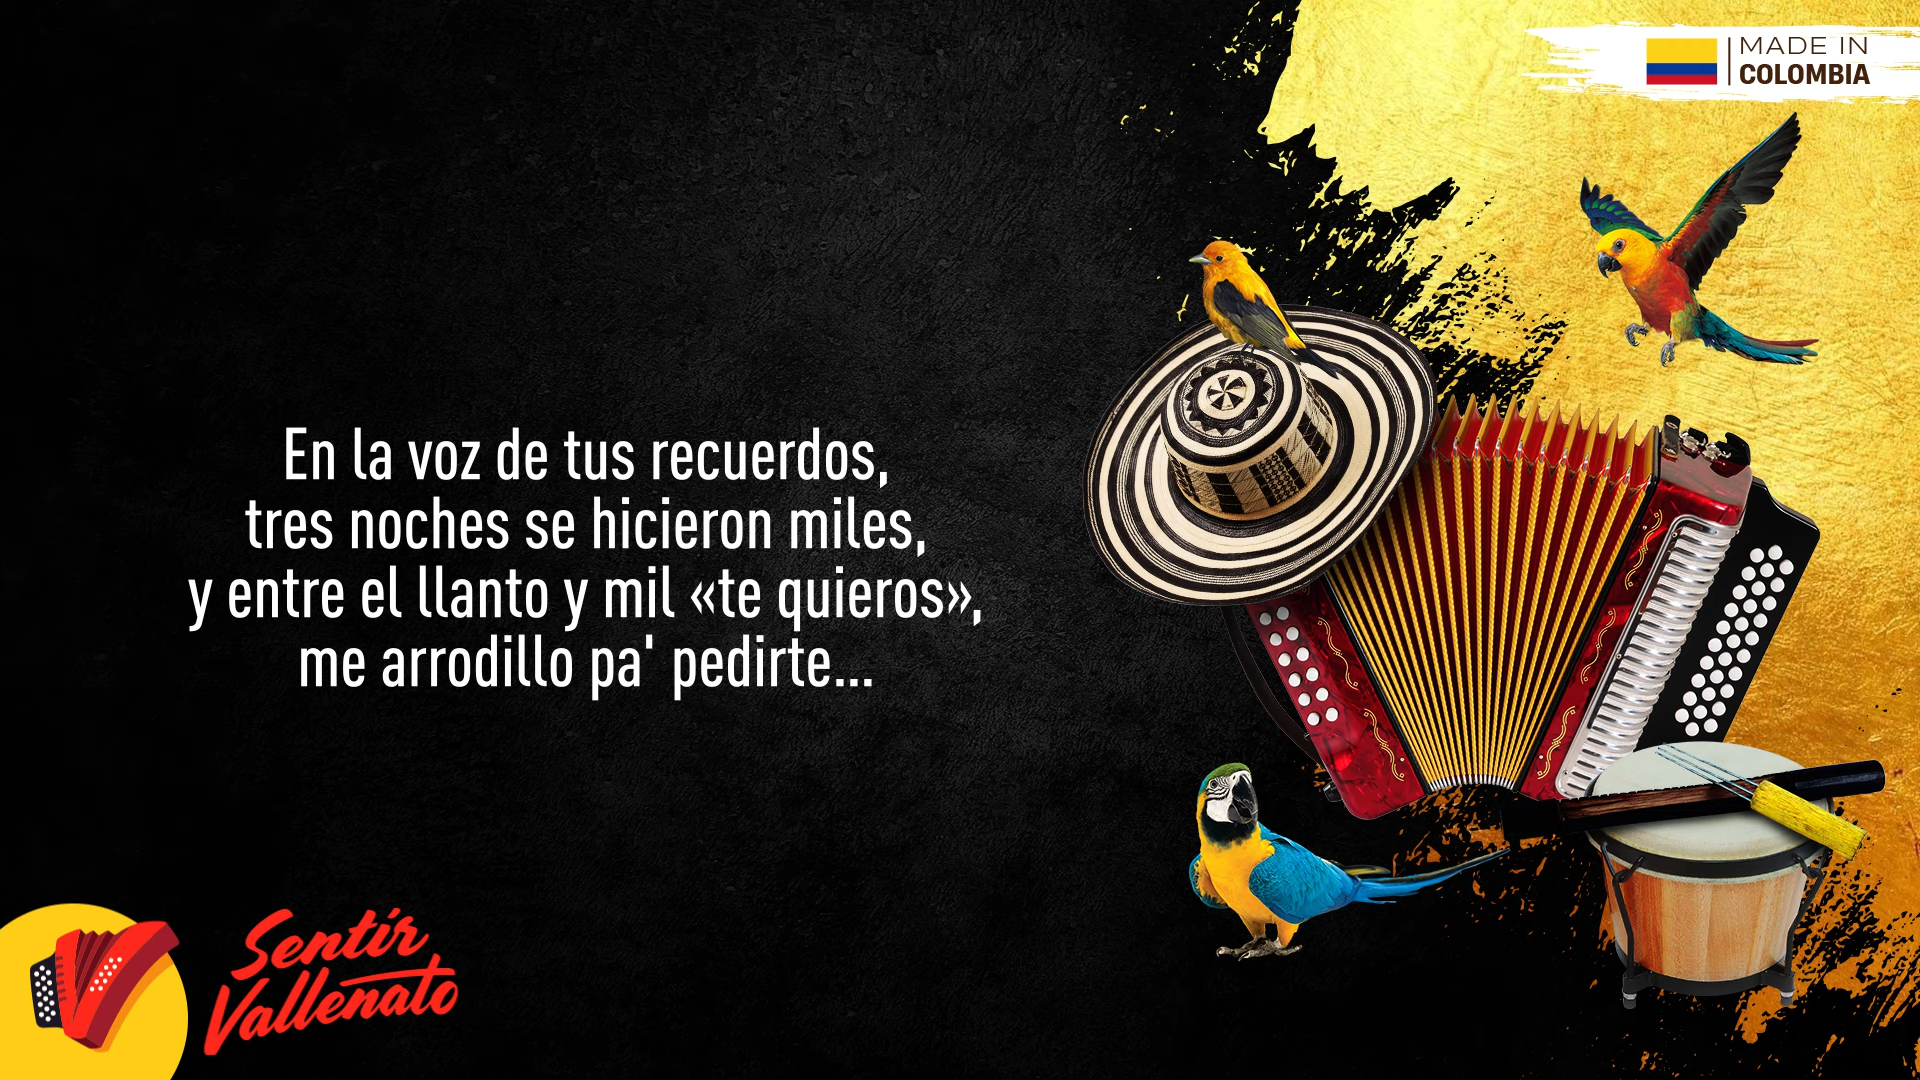 MADE IN
COLOMBIA
En la voz de tus recuerdos,
tres noches se hicieron miles,
y entre el llanto y mil «te quieros»,
me arrodillo pa' pedirte...
Sentir
Vallenato